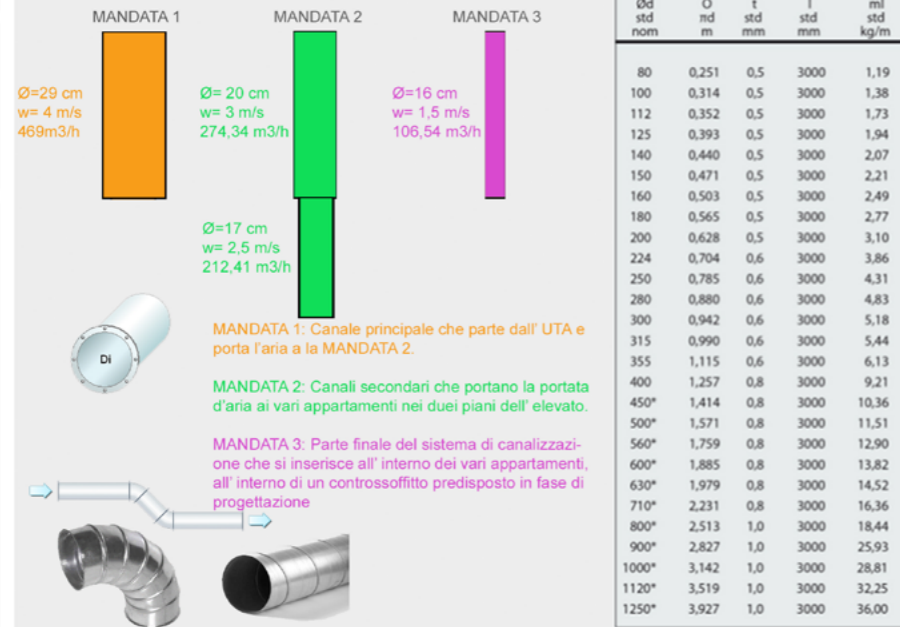 MANDATA 1
MANDATA 2
MANDATA 3
Ø=29 cm
w= 4 m/s
469m3/h
Ø= 20 cm
w= 3 m/s
274,34 m3/h
Ø=16 cm
w= 1,5 m/s
106,54 m3/h
Ø=17 cm
w= 2,5 m/s
212,41 m3/h
Di
MANDATA 1: Canale principale che parte dall' UTA e
porta l'aria a la MANDATA 2.
MANDATA 2: Canali secondari che portano la portata
d'aria ai vari appartamenti nei duei piani dell' elevato.
MANDATA 3: Parte finale del sistema di canalizzazi-
one che si inserisce all' interno dei vari appartamenti,
all' interno di un controssoffitto predisposto in fase di
progettazione
Ød O t l ml
std πd std std std
nom m mm mm kg/m
80 0,251 0,5 3000 1,19
100 0,314 0,5 3000 1,38
112 0,352 0,5 3000 1,73
125 0,393 0,5 3000 1,94
140 0,440 0,5 3000 2,07
150 0,471 0,5 3000 2,21
160 0,503 0,5 3000 2,49
180 0,565 0,5 3000 2,77
200 0,628 0,5 3000 3,10
224 0,704 0,6 3000 3,86
250 0,785 0,6 3000 4,31
280 0,880 0,6 3000 4,83
300 0,942 0,6 3000 5,18
315 0,990 0,6 3000 5,44
355 1,115 0,6 3000 6,13
400 1,257 0,8 3000 9,21
450* 1,414 0,8 3000 10,36
500* 1,571 0,8 3000 11,51
560* 1,759 0,8 3000 12,90
600* 1,885 0,8 3000 13,82
630* 1,979 0,8 3000 14,52
710* 2,231 0,8 3000 16,36
800* 2,513 1,0 3000 18,44
900* 2,827 1,0 3000 25,93
1000* 3,142 1,0 3000 28,81
1120* 3,519 1,0 3000 32,25
1250* 3,927 1,0 3000 36,00